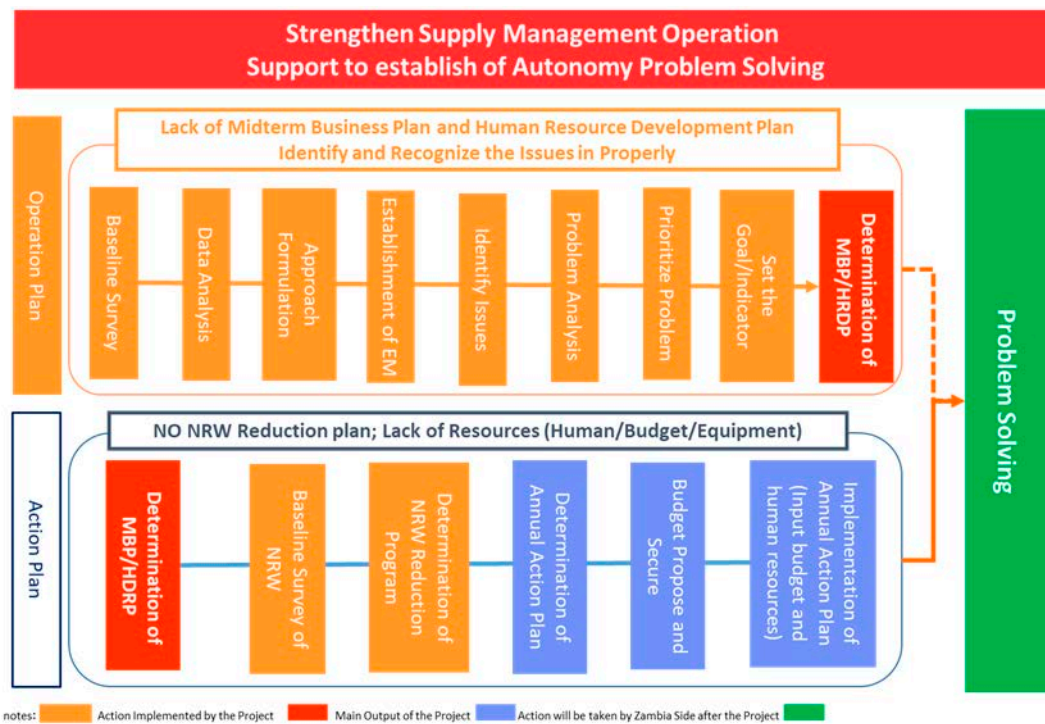 Strengthen Supply Management Operation
Support to establish of Autonomy Problem Solving
Operation Plan
Lack of Midterm Business Plan and Human Resource Development Plan
Identify and Recognize the Issues in Properly
Baseline Survey
Data Analysis
Approach
Formulation
Establishment of EM
Identify Issues
Problem Analysis
Prioritize Problem
Set the
Goal/Indicator
Determination of
MBP/HRDP
Problem Solving
Action Plan
NO NRW Reduction plan; Lack of Resources (Human/Budget/Equipment)
Determination of
MBP/HDRP
Baseline Survey of
NRW
Determination of
NRW Reduction
Program
Determination of
Annual Action Plan
Budget Propose and
Secure
Implementation of
Annual Action Plan
(Input budget and
human resources)
notes: Action Implemented by the Project Main Output of the Project Action will be taken by Zambia Side after the Project